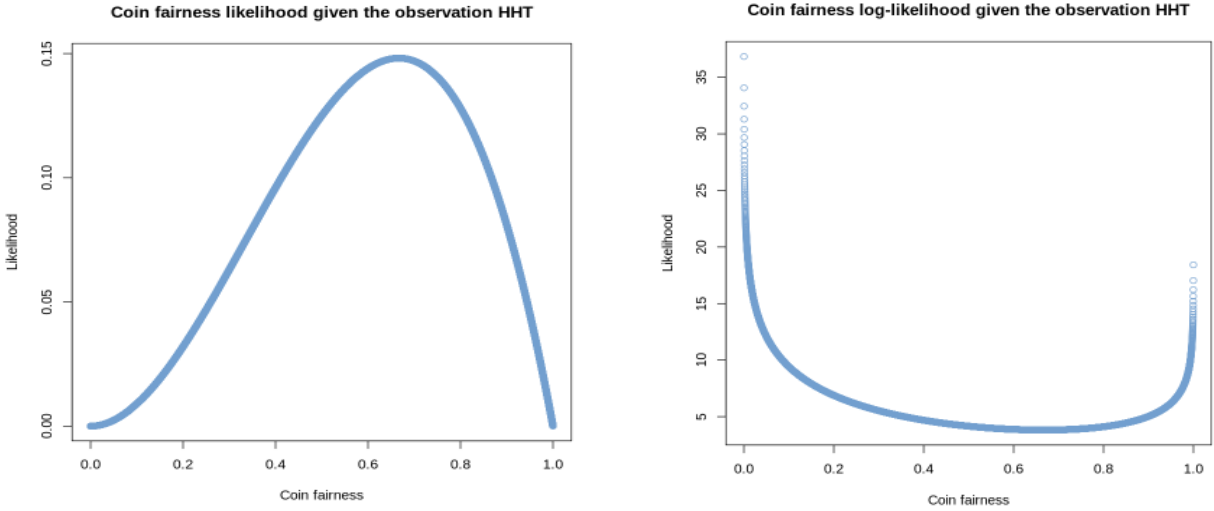 Coin fairness likelihood given the observation HHT
Likelihood
0.15
0.10
0.05
0.00
0.0 0.2 0.4 0.6 0.8 1.0
Coin fairness
Coin fairness log-likelihood given the observation HHT
Likelihood
35
30
25
20
15
10
5
0.0 0.2 0.4 0.6 0.8 1.0
Coin fairness